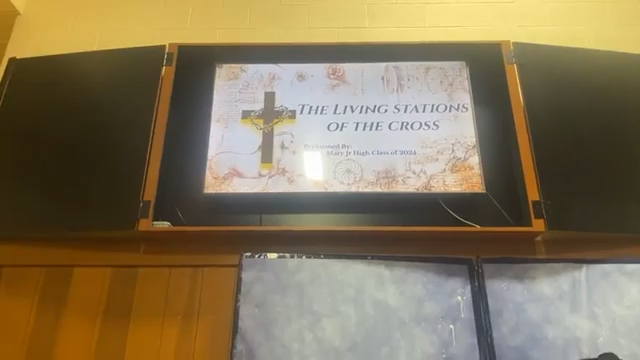 THE LIVING STATIONS
OF THE CROSS
Performed By:
Mary Jr High Class of 2024